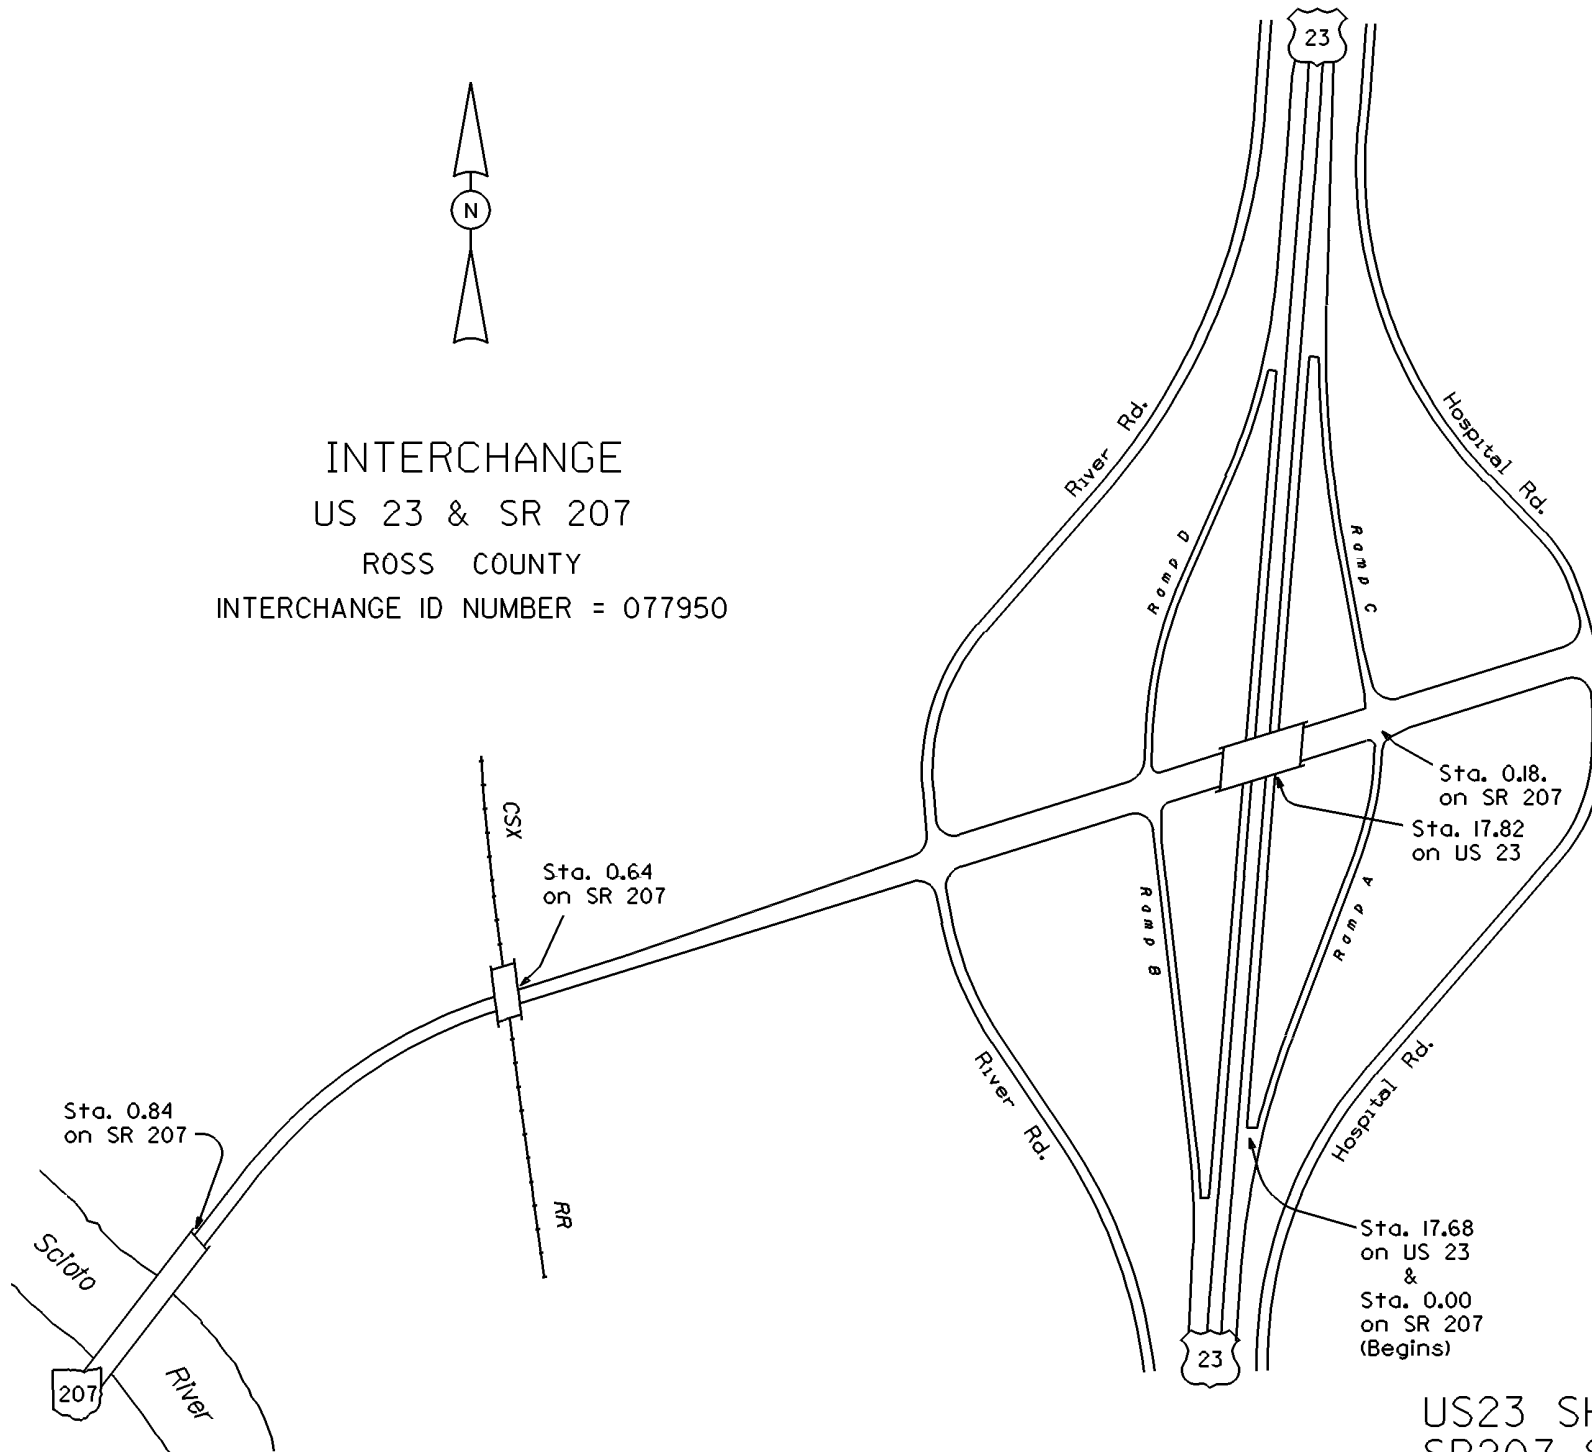 23
N
INTERCHANGE
US 23 & SR 207
ROSS COUNTY
INTERCHANGE ID NUMBER = 077950
River Rd.
Hospital Rd.
Ramp D
Ramp C
CSX
Sta. 0.64
on SR 207
Sta. 0.18.
on SR 207
Sta. 17.82
on US 23
Ramp B
Ramp A
River Rd.
Hospital Rd.
Sta. 0.84
on SR 207
RR
Scioto
River
207
23
Sta. 17.68
on US 23
&
Sta. 0.00
on SR 207
(Begins)
US23